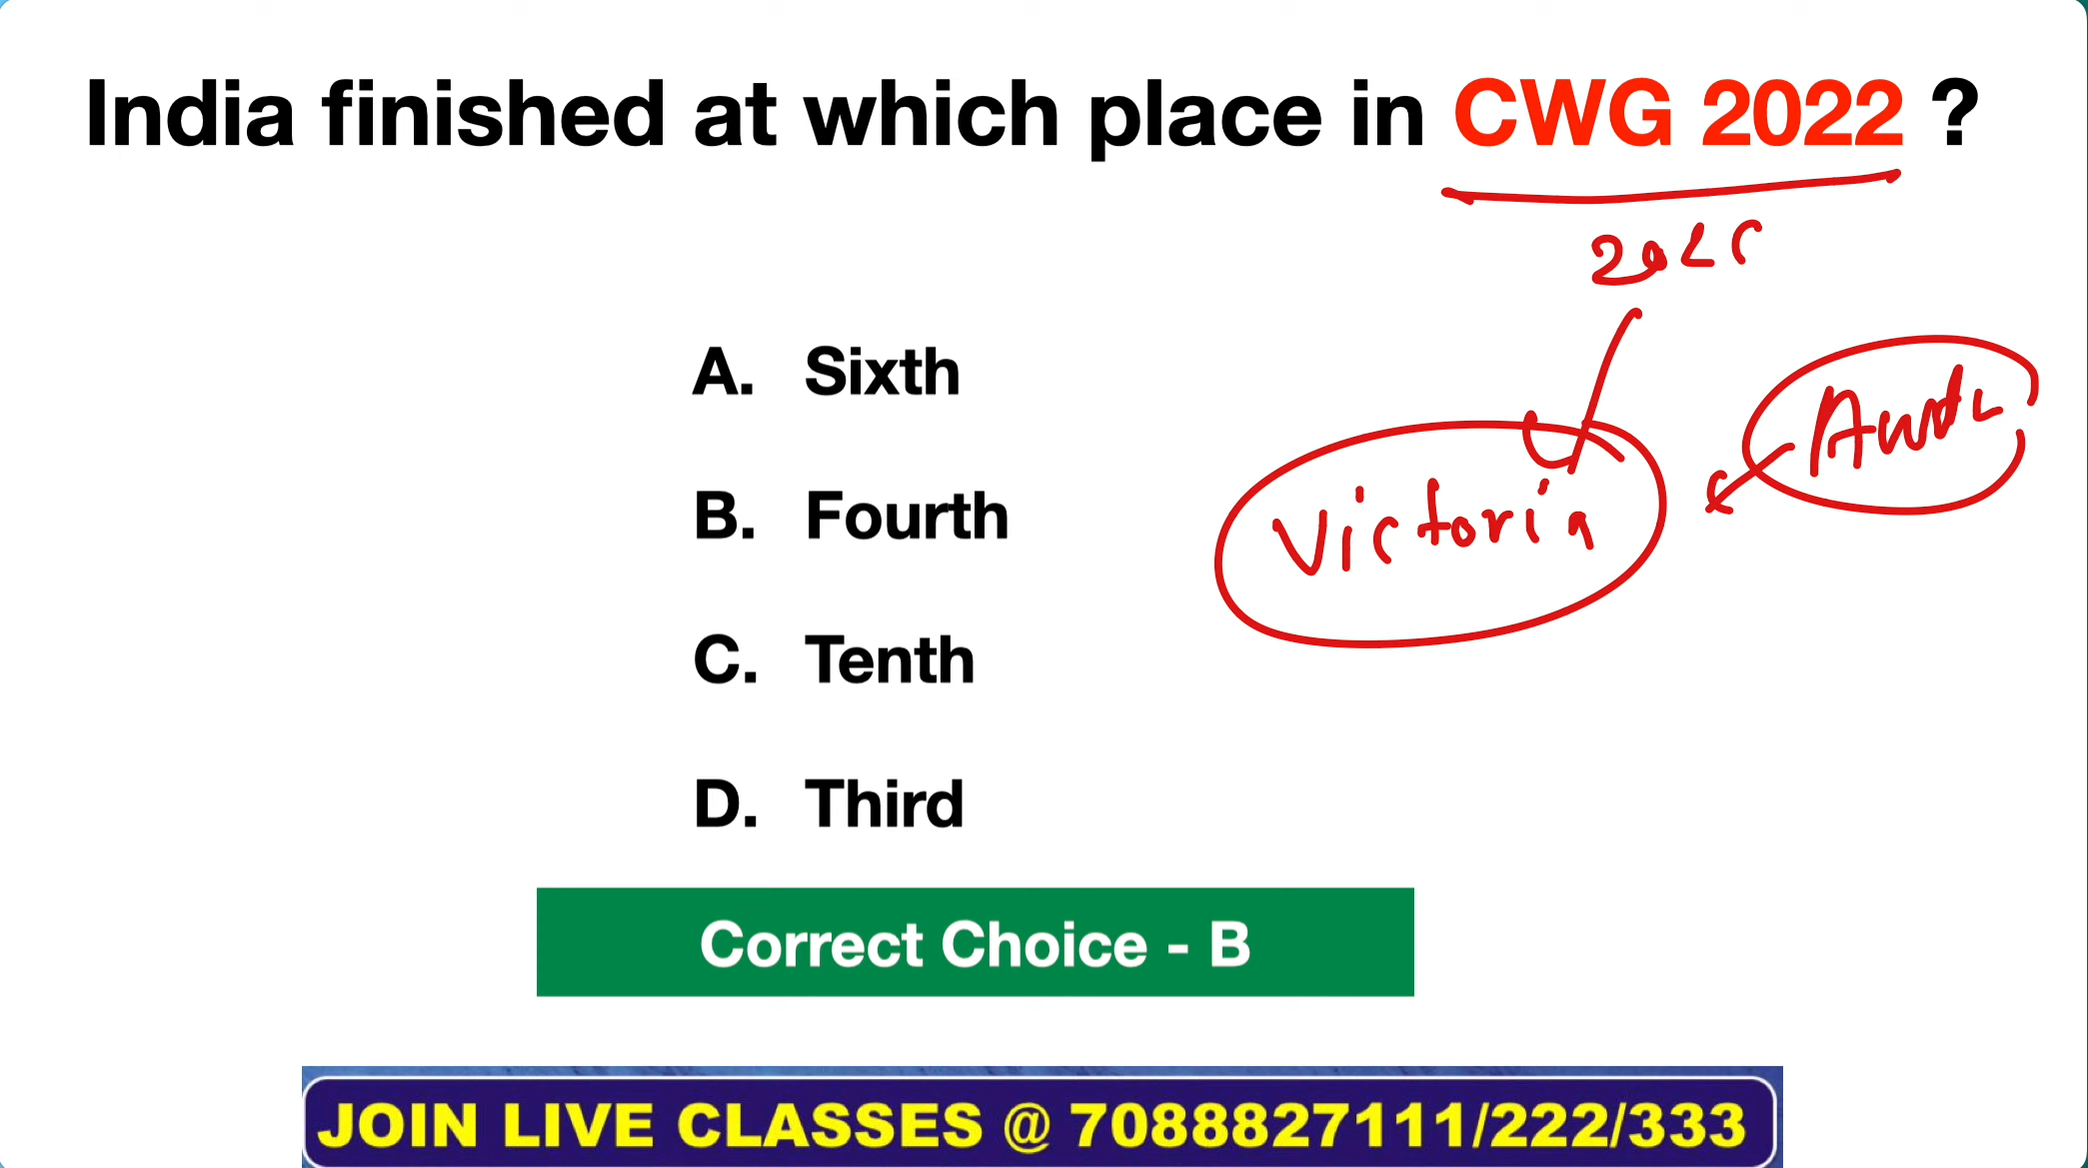 India finished at which place in CWG 2022 ?
A. Sixth
B. Fourth
Victoria
C. Tenth
D. Third
Correct Choice - B
JOIN LIVE CLASSES @ 7088827111/222/333